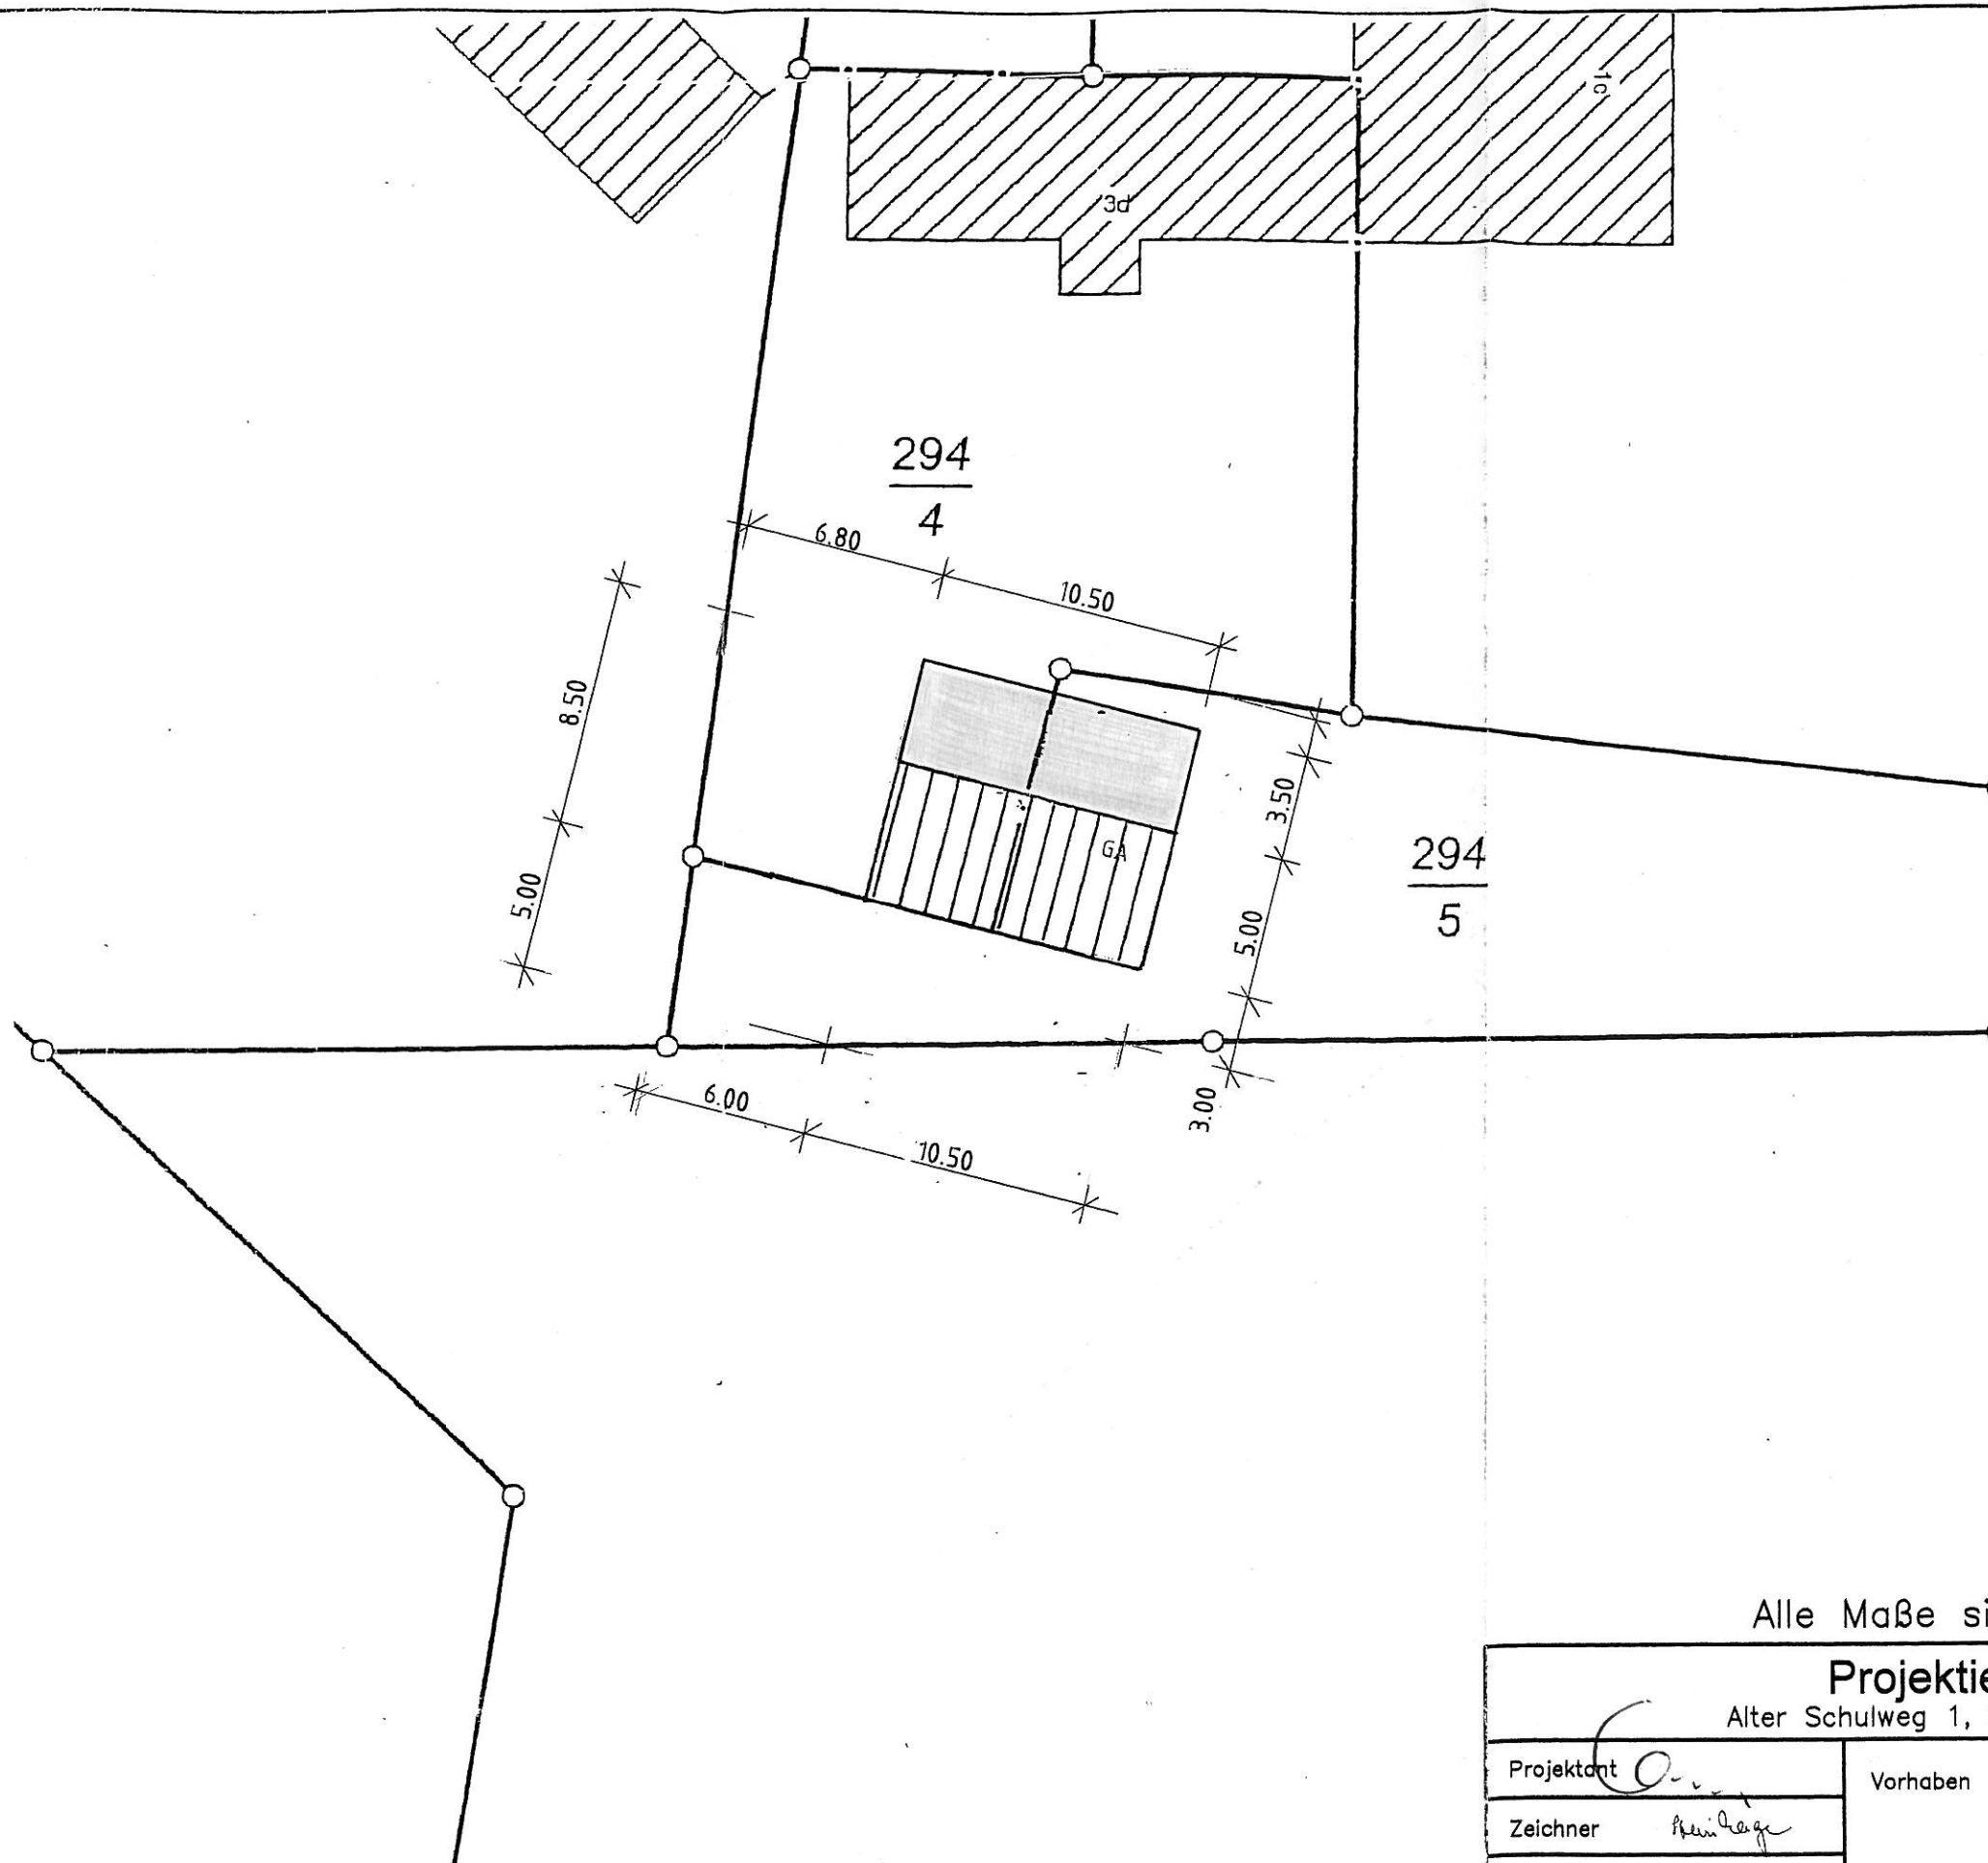 1c
3d
294
4
6.80
10.50
8.50
3.50
GA
294
5
5.00
5.00
6.00
3.00
10.50
Alle Maße si
Projektie
Alter Schulweg 1,
Projektant
Vorhaben
Zeichner